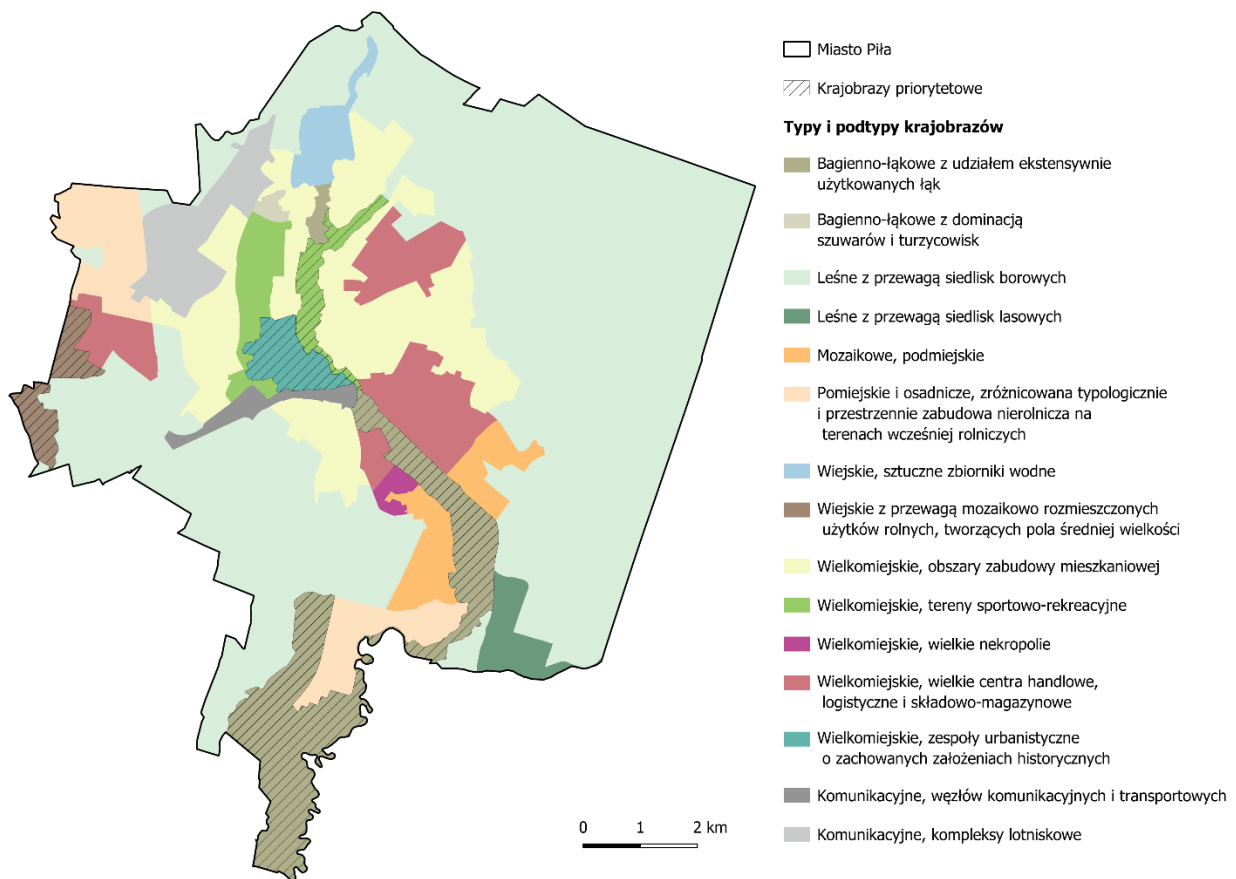 Miasto Piła
Krajobrazy priorytetowe
Typy i podtypy krajobrazów
Bagienno-łąkowe z udziałem ekstensywnie
użytkowanych łąk
Bagienno-łąkowe z dominacją
szuwarów i turzycowisk
Leśne z przewagą siedlisk borowych
Leśne z przewagą siedlisk lasowych
Mozaikowe, podmiejskie
Pomiejskie i osadnicze, zróżnicowana typologicznie
i przestrzennie zabudowa nierolnicza na
terenach wcześniej rolniczych
Wiejskie, sztuczne zbiorniki wodne
Wiejskie z przewagą mozaikowo rozmieszczonych
użytków rolnych, tworzących pola średniej wielkości
Wielkomiejskie, obszary zabudowy mieszkaniowej
Wielkomiejskie, tereny sportowo-rekreacyjne
Wielkomiejskie, wielkie nekropolie
Wielkomiejskie, wielkie centra handlowe,
logistyczne i składowo-magazynowe
Wielkomiejskie, zespoły urbanistyczne
o zachowanych założeniach historycznych
Komunikacyjne, węzłów komunikacyjnych i transportowych
Komunikacyjne, kompleksy lotniskowe
0 1 2 km